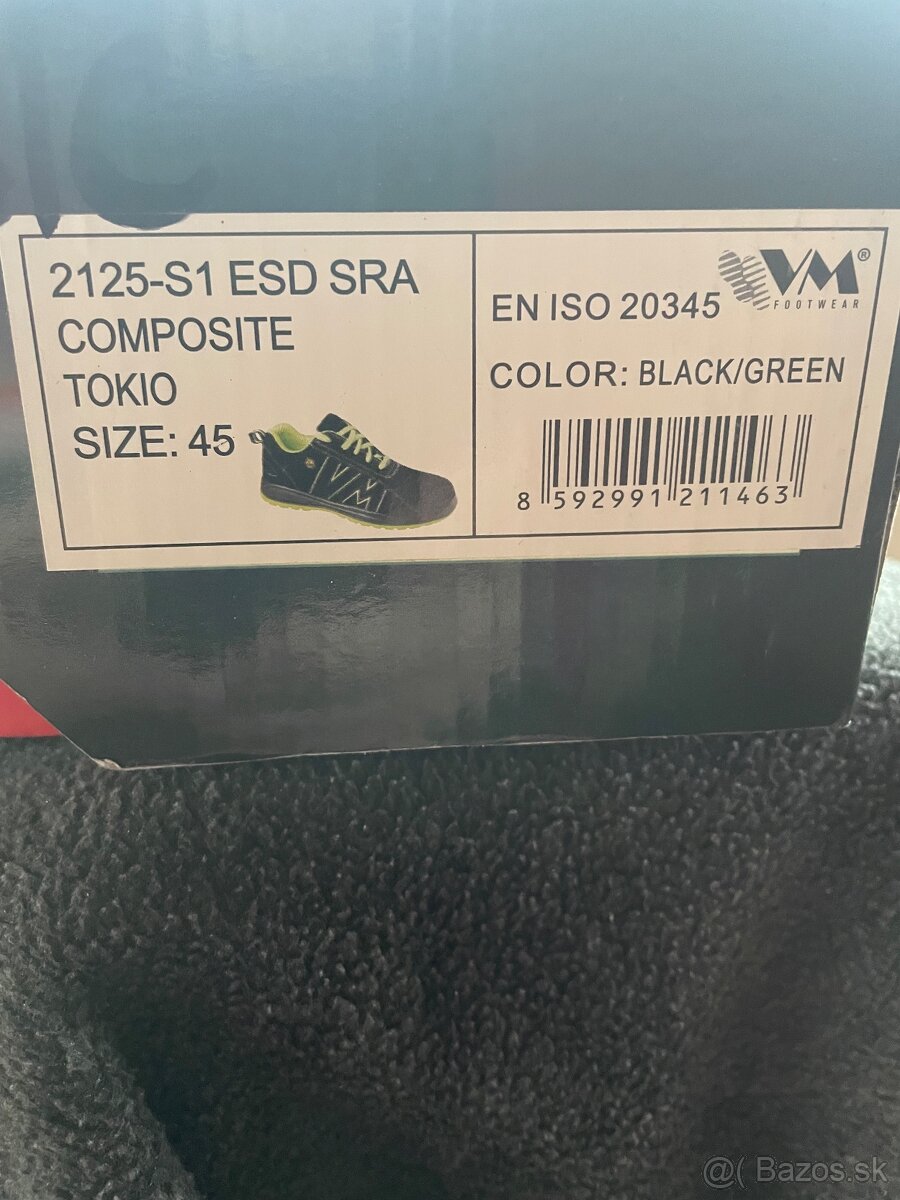 2125-S1 ESD SRA
COMPOSITE
TOKIO
SIZE: 45
VM®
FOOTWEAR
EN ISO 20345
COLOR: BLACK/GREEN
8 592991 211463
@( Bazos.sk